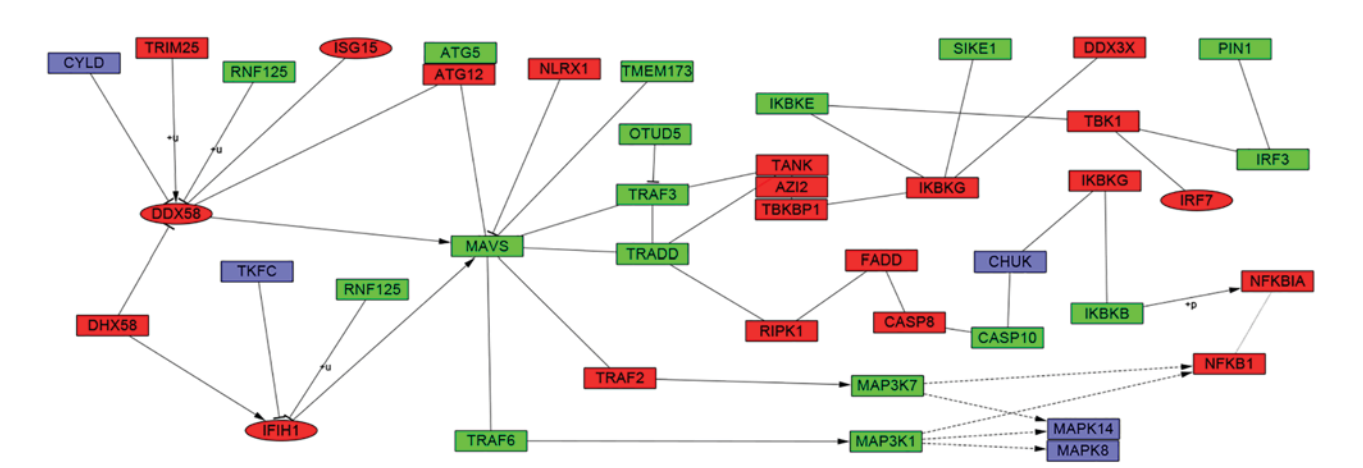 CYLD
TRIM25
RNF125
ISG15
ATG5
ATG12
NLRX1
TMEM173
SIKE1
DDX3X
PIN1
IKBKE
TBK1
OTUD5
+u
+u
TANK
IRF3
AZI2
IKBKG
IKBKG
TRAF3
TBKBP1
IRF7
DDX58
MAVS
TRADD
FADD
CHUK
TKFC
RNF125
NFKBIA
IKBKB
+p
DHX58
RIPK1
CASP8
CASP10
+u
TRAF2
MAP3K7
NFKB1
IFIH1
TRAF6
MAP3K1
MAPK14
MAPK8